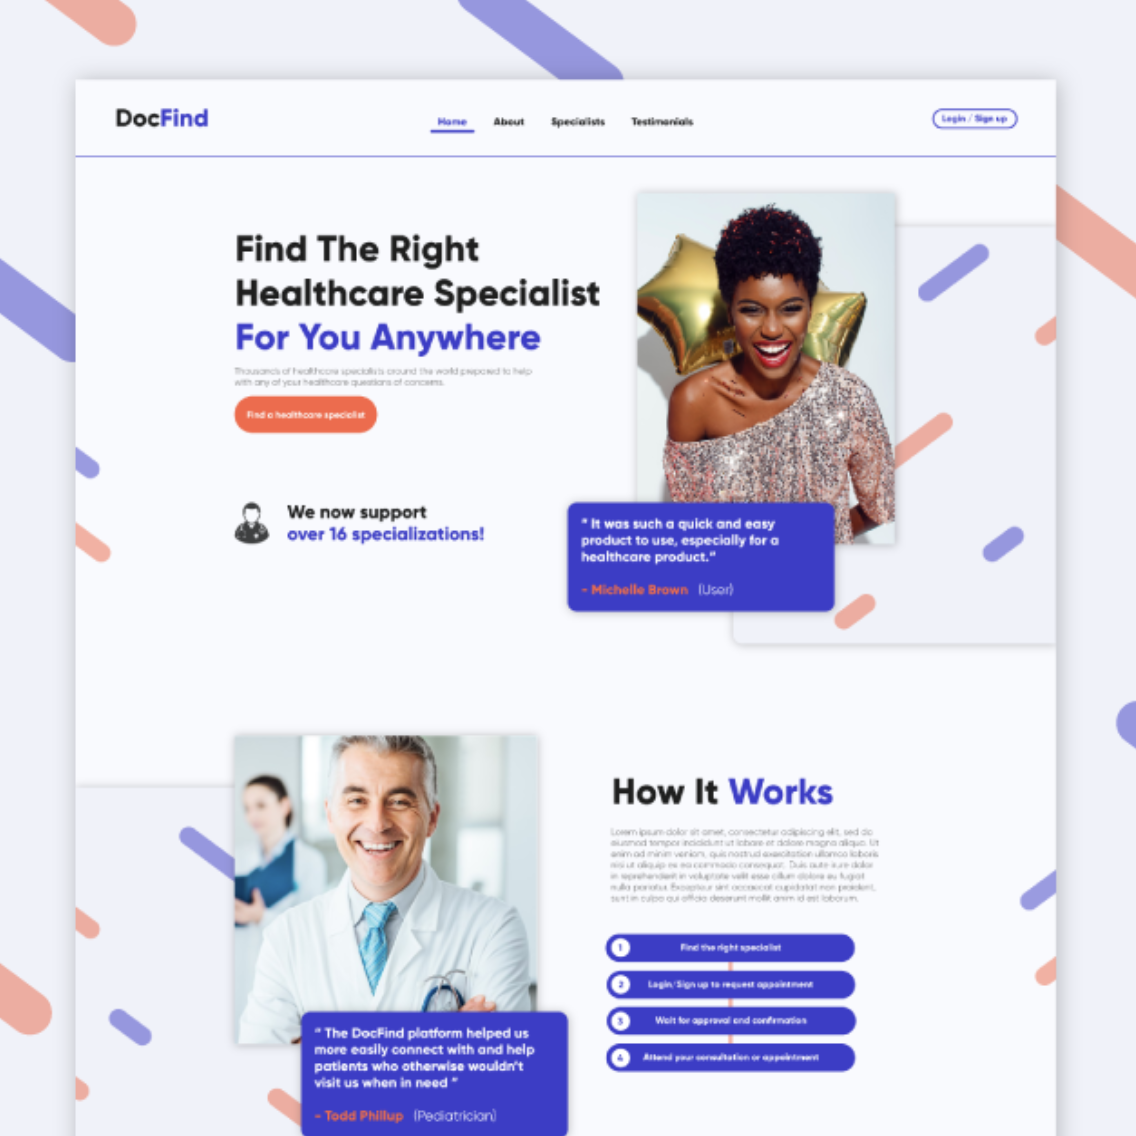 DocFind
Home About Specialists Testimonials
Login / Sign up
Find The Right
Healthcare Specialist
For You Anywhere
Thousands of healthcare specialists around the world prepared to help
with any of your healthcare questions of concerns.
Find a healthcare specialist
We now support
over 16 specializations!
" It was such a quick and easy
product to use, especially for a
healthcare product."
- Michelle Brown (User)
How It Works
Lorem ipsum dolor sit amet, consectetur adipiscing elit, sed do
eiusmod tempor incididunt ut labore et dolore magna aliqua. Ut
enim ad minim veniam, quis nostrud exercitation ullamco laboris
nisi ut aliquip ex ea commodo consequat. Duis aute irure dolor
in reprehenderit in voluptate velit esse cillum dolore eu fugiat
nulla pariatur. Excepteur sint occaecat cupidatat non proident,
sunt in culpa qui officia deserunt mollit anim id est laborum.
1 Find the right specialist
2 Login/Sign up to request appointment
3 Wait for approval and confirmation
4 Attend your consultation or appointment
" The DocFind platform helped us
more easily connect with and help
patients who otherwise wouldn't
visit us when in need "
- Todd Phillup (Pediatrician)